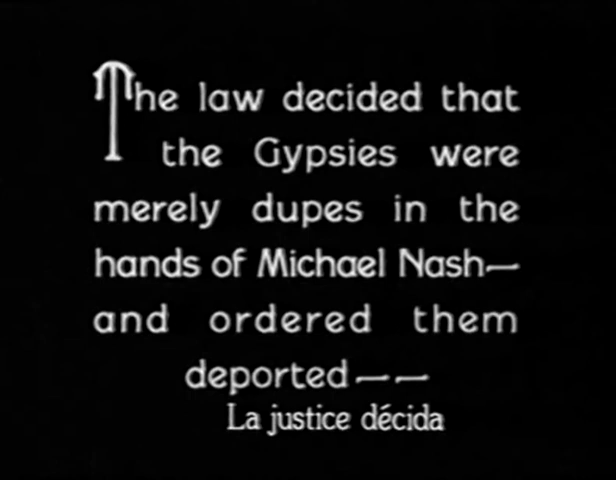 The law decided that
the Gypsies were
merely dupes in the
hands of Michael Nash—
and ordered them
deported——
La justice décida